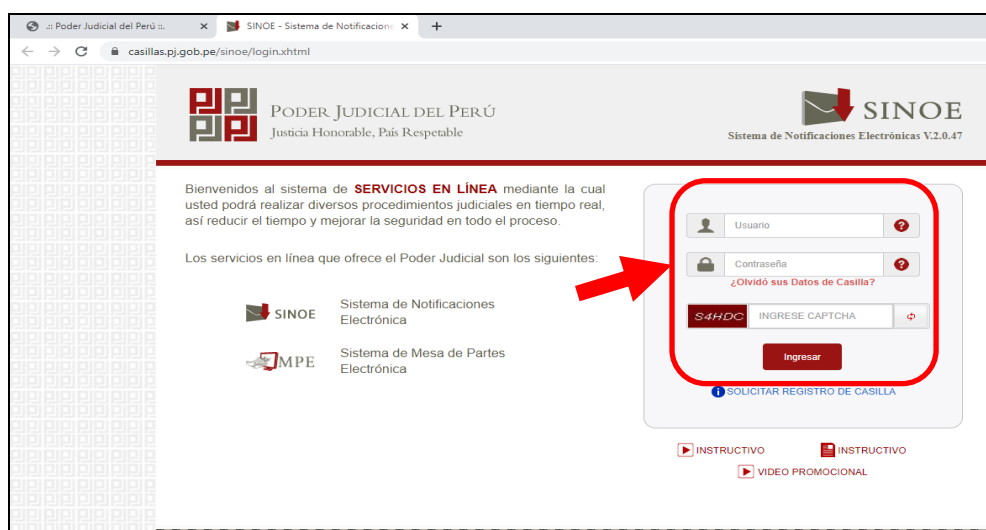 .:: Poder Judicial del Perú ::.
SINOE - Sistema de Notificacione
casillas.pj.gob.pe/sinoe/login.xhtml
PODER JUDICIAL DEL PERÚ
Justicia Honorable, País Respetable
SINOE
Sistema de Notificaciones Electrónicas V.2.0.47
Bienvenidos al sistema de SERVICIOS EN LÍNEA mediante la cual
usted podrá realizar diversos procedimientos judiciales en tiempo real,
así reducir el tiempo y mejorar la seguridad en todo el proceso.
Los servicios en línea que ofrece el Poder Judicial son los siguientes:
SINOE
Sistema de Notificaciones
Electrónica
MPE
Sistema de Mesa de Partes
Electrónica
Usuario
Contraseña
¿Olvidó sus Datos de Casilla?
S4HDC
INGRESE CAPTCHA
Ingresar
SOLICITAR REGISTRO DE CASILLA
INSTRUCTIVO
INSTRUCTIVO
VIDEO PROMOCIONAL